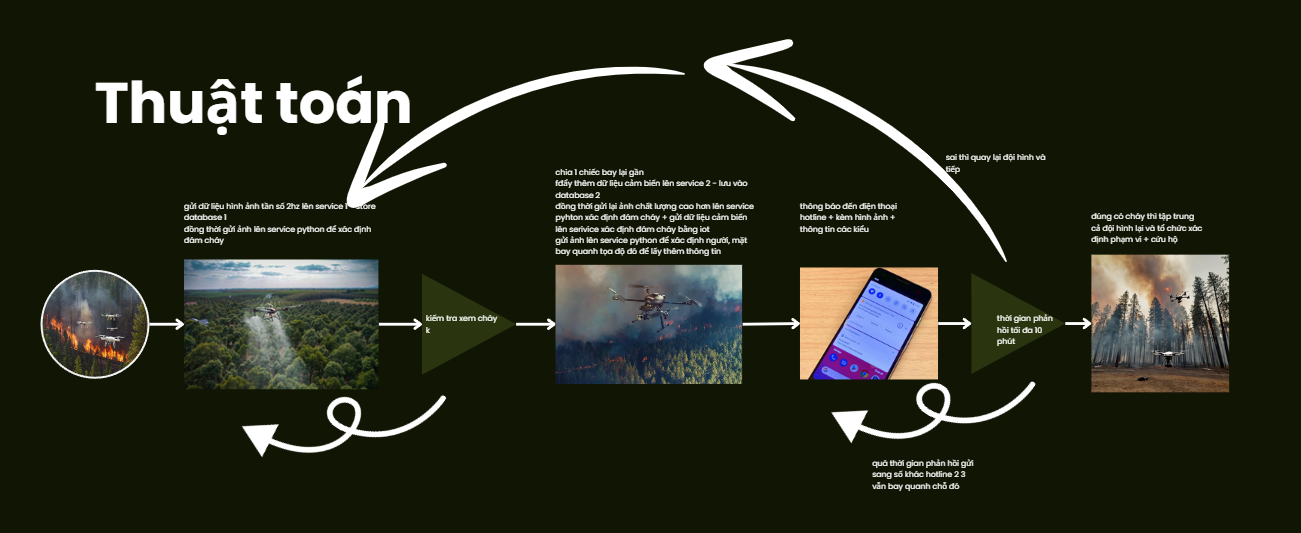 Thuật toán
sai thì quay lại đội hình và
tiếp
chia 1 chiếc bay lại gần
fđẩy thêm dữ liệu cảm biến lên service 2 - lưu vào
database 2
đồng thời gửi lại ảnh chất lượng cao hơn lên service
pyhton xác định đám cháy + gửi dữ liệu cảm biến
lên serivice xác định đám cháy bằng iot
gửi ảnh lên service python để xác định người, mặt
bay quanh tọa độ đó để lấy thêm thông tin
gửi dữ liệu hình ảnh tần số 2hz lên service 1 - store
database 1
đồng thời gửi ảnh lên service python để xác định
đám cháy
thông báo đến điện thoại
hotline + kèm hình ảnh +
thông tin các kiểu
đúng có cháy thì tập trung
cả đội hình lại và tổ chức xác
định phạm vi + cứu hộ
kiểm tra xem cháy
k
thời gian phản
hồi tối đa 10
phút
quá thời gian phản hồi gửi
sang số khác hotline 2 3
vẫn bay quanh chỗ đó